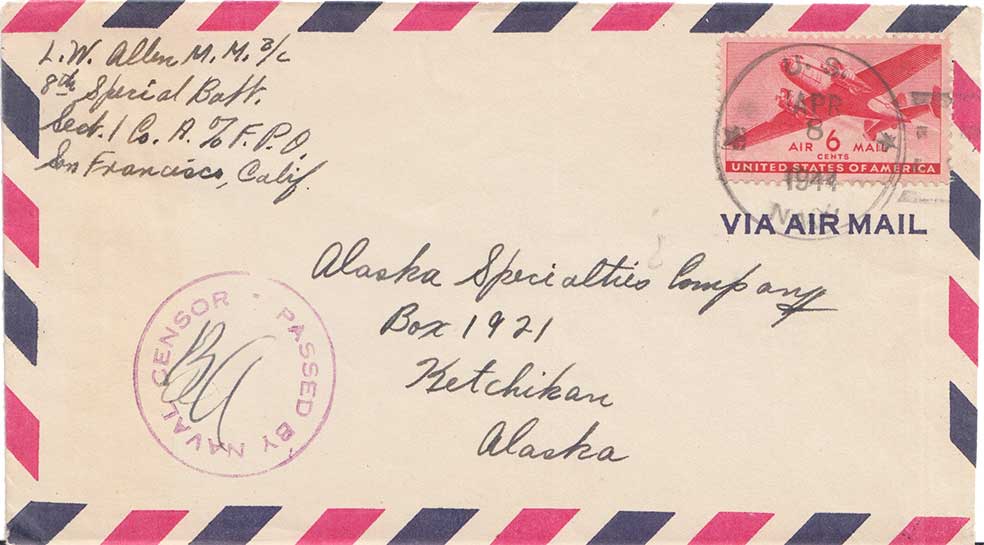 L. W. Allen M. M. 3/c
8th Special Batt.
Sect. 1 Co. A. % F. P. O.
San Francisco, Calif.
U. S.
APR
8
1944
NAVY
AIR 6 MAIL
CENTS
UNITED STATES OF AMERICA
VIA AIR MAIL
Alaska Specialties Company
Box 1921
Ketchikan
Alaska
PASSED BY NAVAL CENSOR